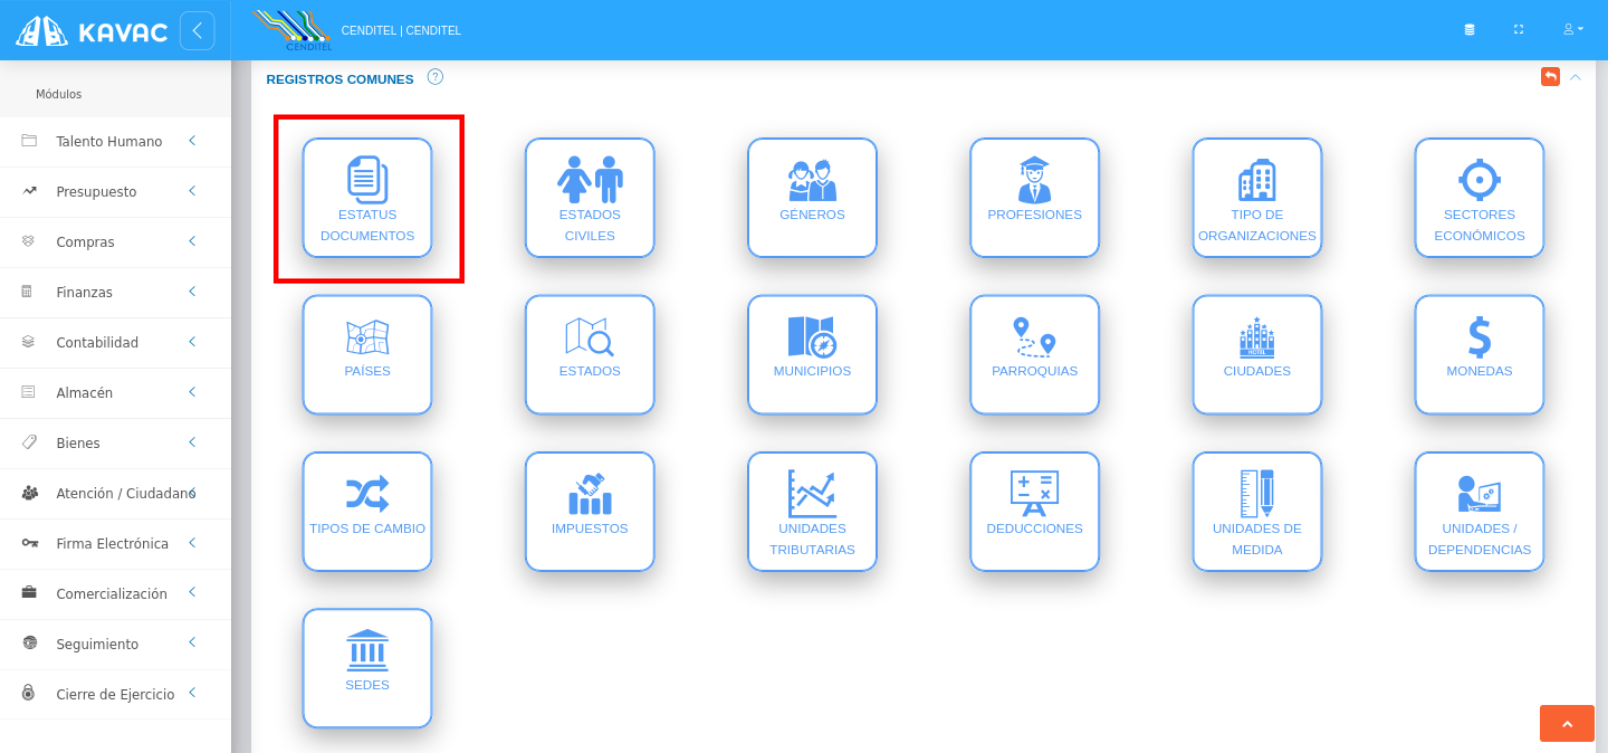 KAVAC
CENDITEL
CENDITEL | CENDITEL
REGISTROS COMUNES ?
Módulos
Talento Humano
Presupuesto
Compras
Finanzas
Contabilidad
Almacén
Bienes
Atención / Ciudadano
Firma Electrónica
Comercialización
Seguimiento
Cierre de Ejercicio
ESTATUS
DOCUMENTOS
ESTADOS
CIVILES
GÉNEROS
PROFESIONES
TIPO DE
ORGANIZACIONES
SECTORES
ECONÓMICOS
PAÍSES
ESTADOS
MUNICIPIOS
PARROQUIAS
HOTEL
CIUDADES
MONEDAS
TIPOS DE CAMBIO
IMPUESTOS
UNIDADES
TRIBUTARIAS
DEDUCCIONES
UNIDADES DE
MEDIDA
UNIDADES /
DEPENDENCIAS
SEDES